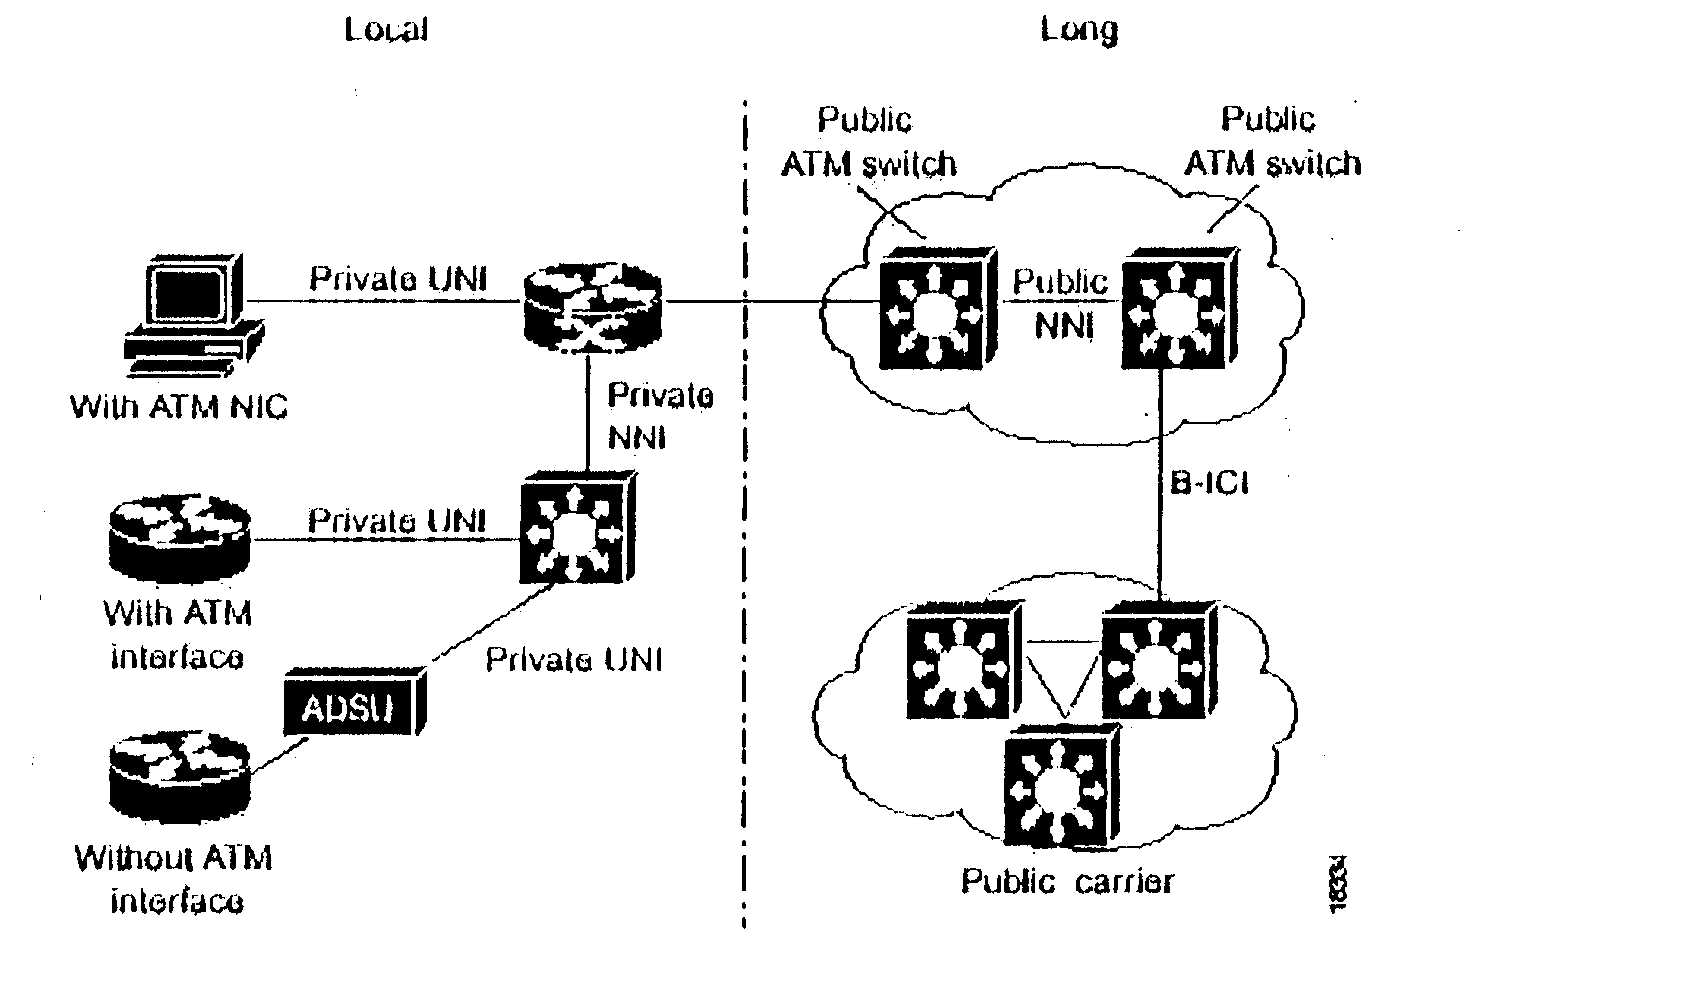 Local
Long
Public
ATM switch
Public
ATM switch
Private UNI
Public
NNI
With ATM NIC
Private
NNI
B-ICI
Private UNI
With ATM
interface
Private UNI
ADSU
Without ATM
interface
Public carrier
18334